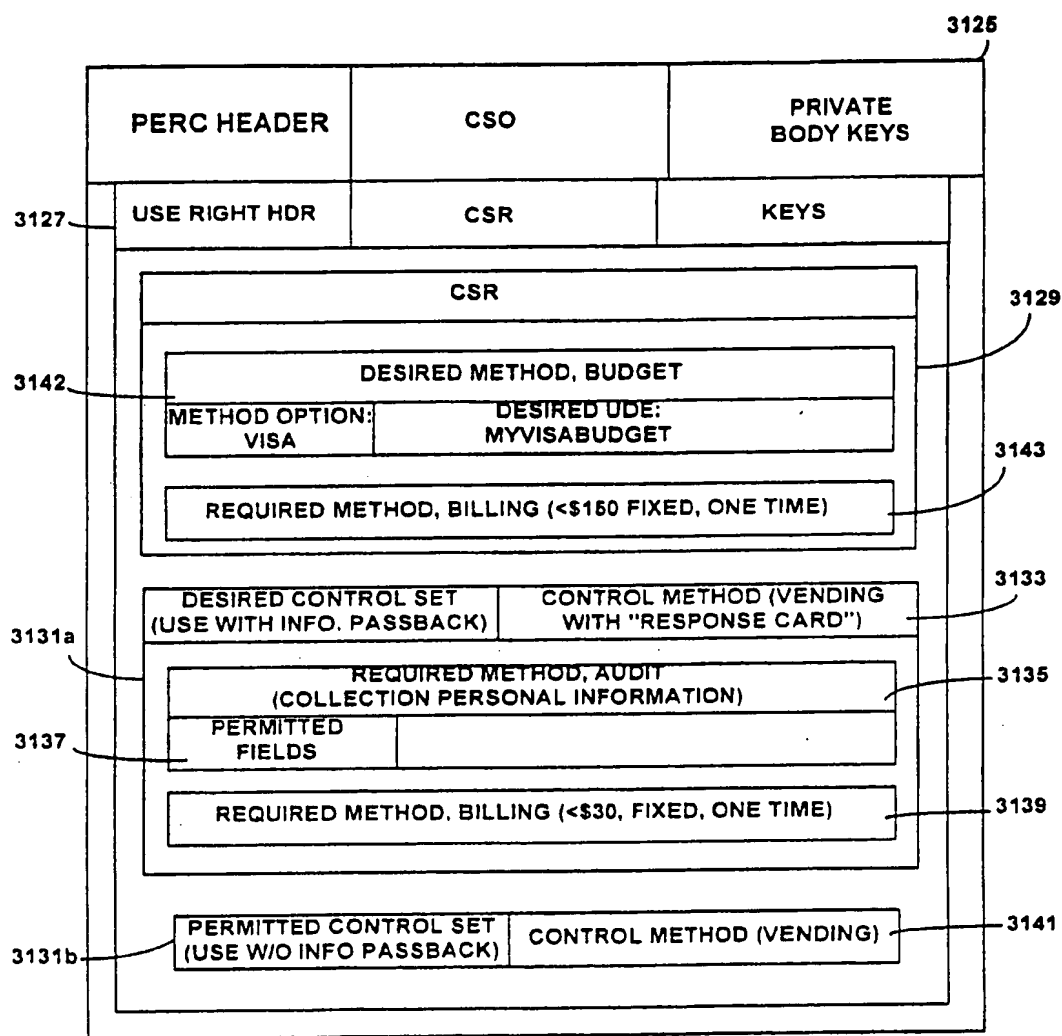 3125
PERC HEADER
CSO
PRIVATE
BODY KEYS
3127
USE RIGHT HDR
CSR
KEYS
CSR
3129
3142
DESIRED METHOD, BUDGET
METHOD OPTION:
VISA
DESIRED UDE:
MYVISABUDGET
3143
REQUIRED METHOD, BILLING (<$150 FIXED, ONE TIME)
3133
DESIRED CONTROL SET
(USE WITH INFO. PASSBACK)
CONTROL METHOD (VENDING
WITH "RESPONSE CARD")
3131a
REQUIRED METHOD, AUDIT
(COLLECTION PERSONAL INFORMATION)
3135
3137
PERMITTED
FIELDS
REQUIRED METHOD, BILLING (<$30, FIXED, ONE TIME)
3139
3131b
PERMITTED CONTROL SET
(USE W/O INFO PASSBACK)
CONTROL METHOD (VENDING)
3141